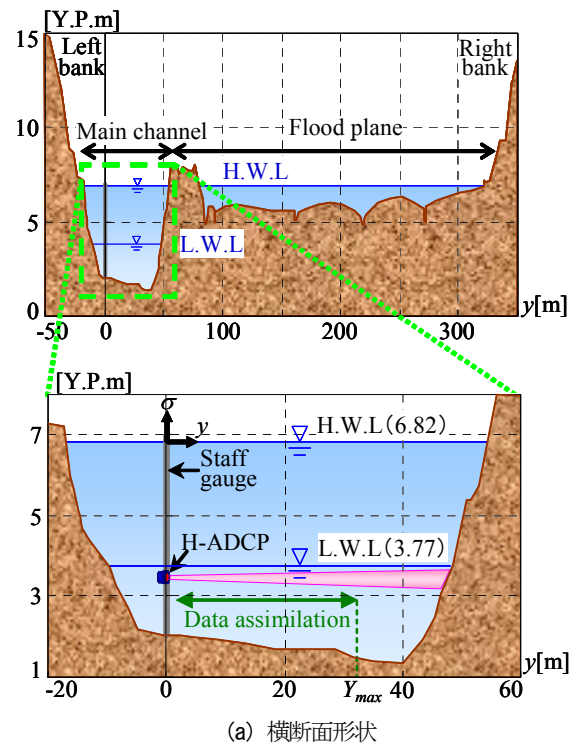 [Y.P.m]
15
10
5
0
Left bank
Right bank
Main channel
Flood plane
H.W.L
L.W.L
-50
0
100
200
300
y[m]
[Y.P.m]
7
5
3
1
σ
y
H.W.L(6.82)
Staff gauge
H-ADCP
L.W.L(3.77)
Data assimilation
-20
0
20
Y_max
40
60
y[m]
(a) 横断面形状